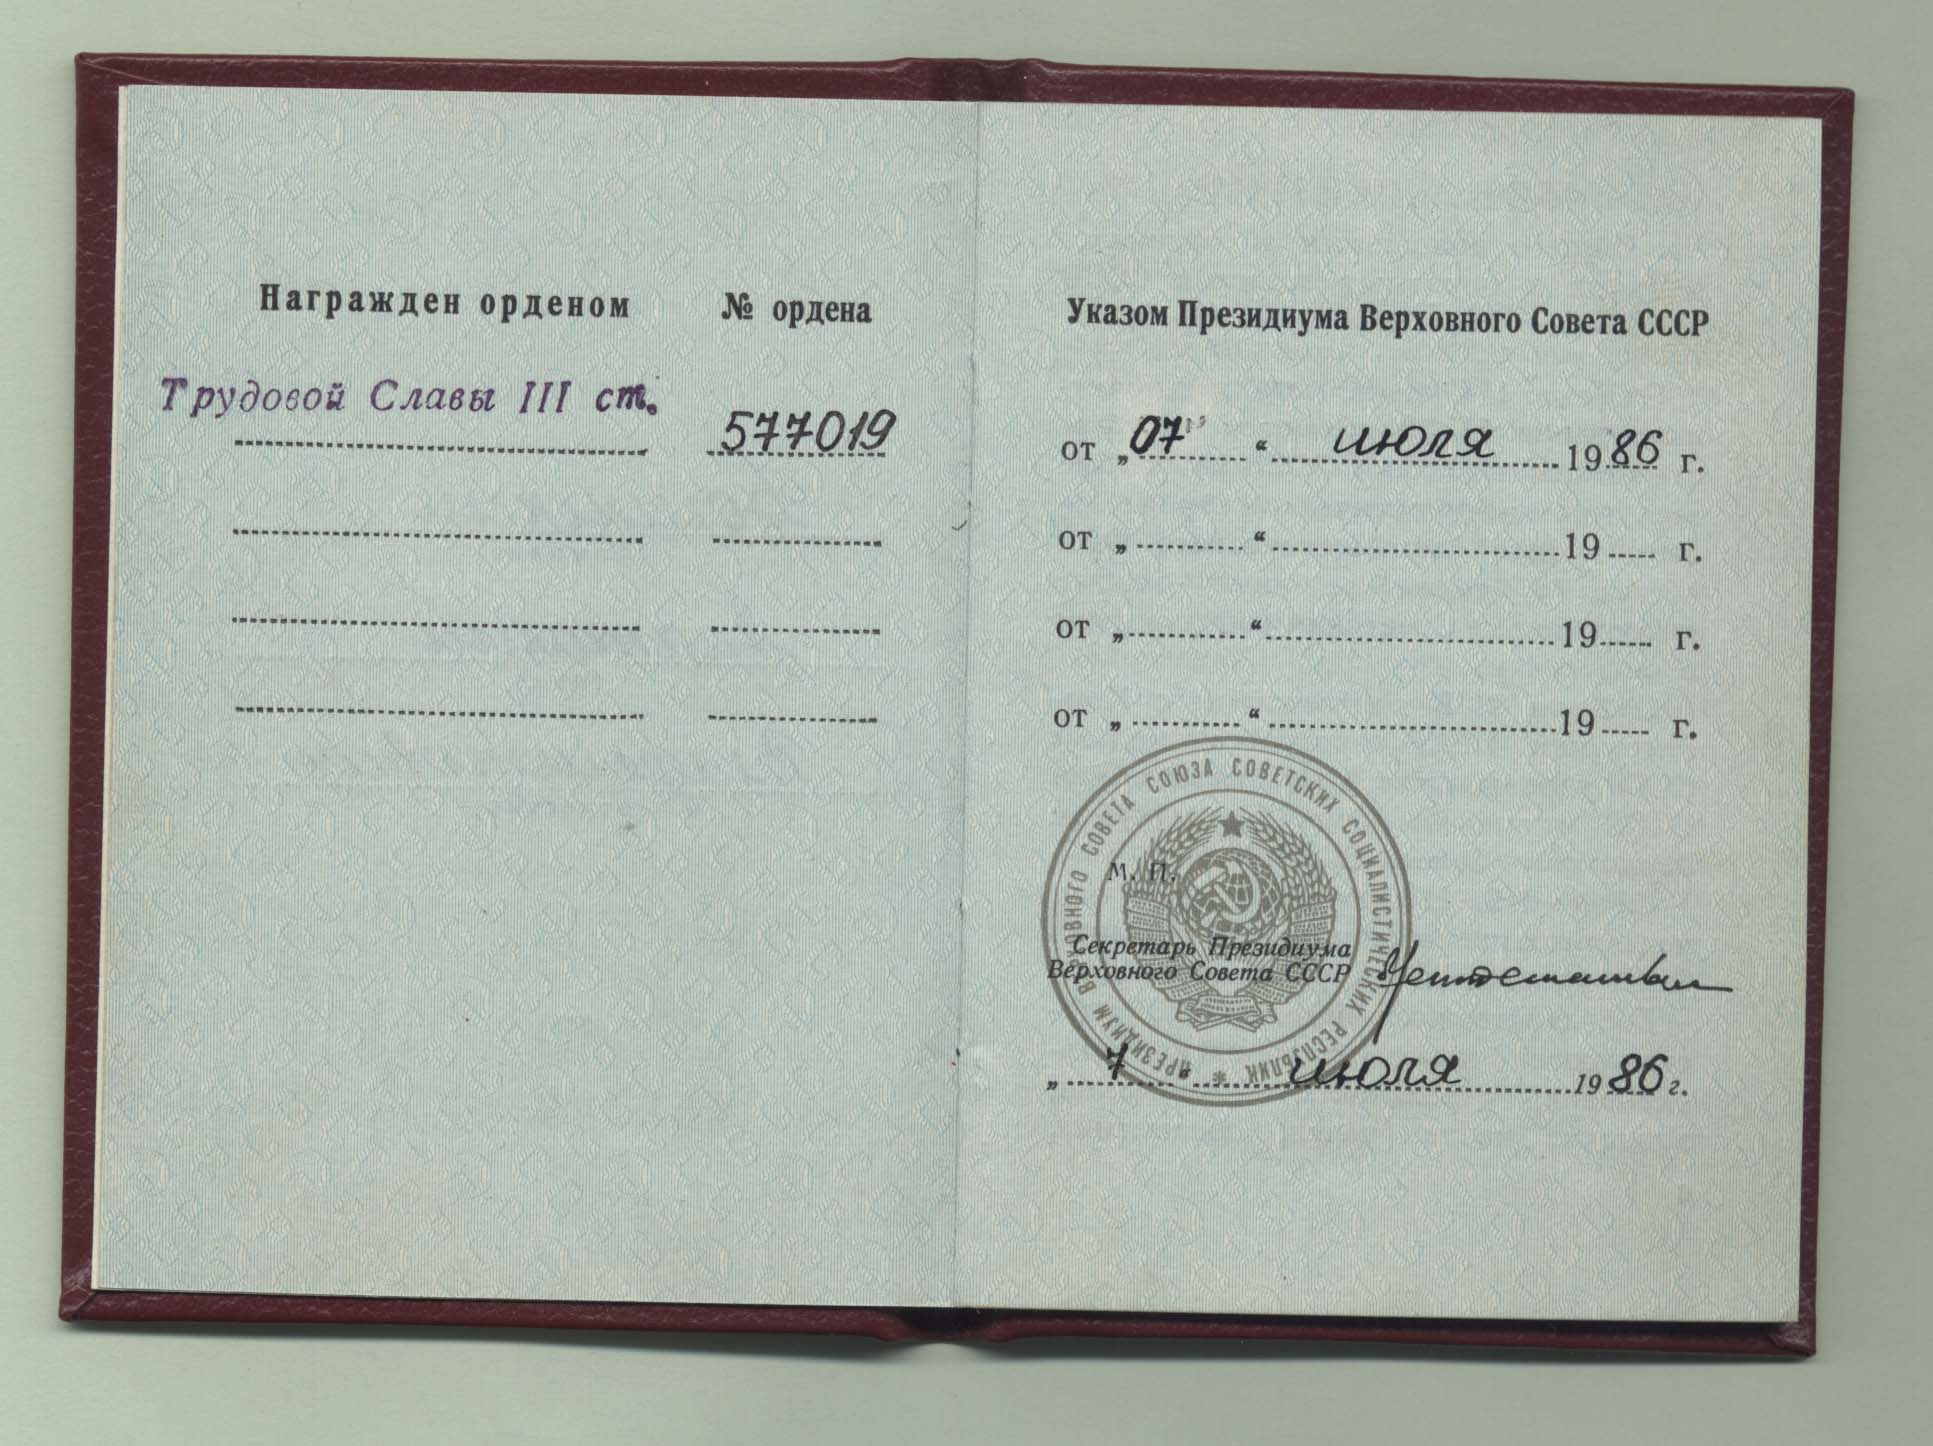 Награжден орденом № ордена
Трудовой Славы III ст. 577019
Указом Президиума Верховного Совета СССР
от „07“ июля 1986 г.
от „ “ 19 г.
от „ “ 19 г.
от „ “ 19 г.
ПРЕЗИДИУМ ВЕРХОВНОГО СОВЕТА СОЮЗА СОВЕТСКИХ СОЦИАЛИСТИЧЕСКИХ РЕСПУБЛИК *
М. П.
Секретарь Президиума
Верховного Совета СССР
„ 7 “ июля 1986 г.